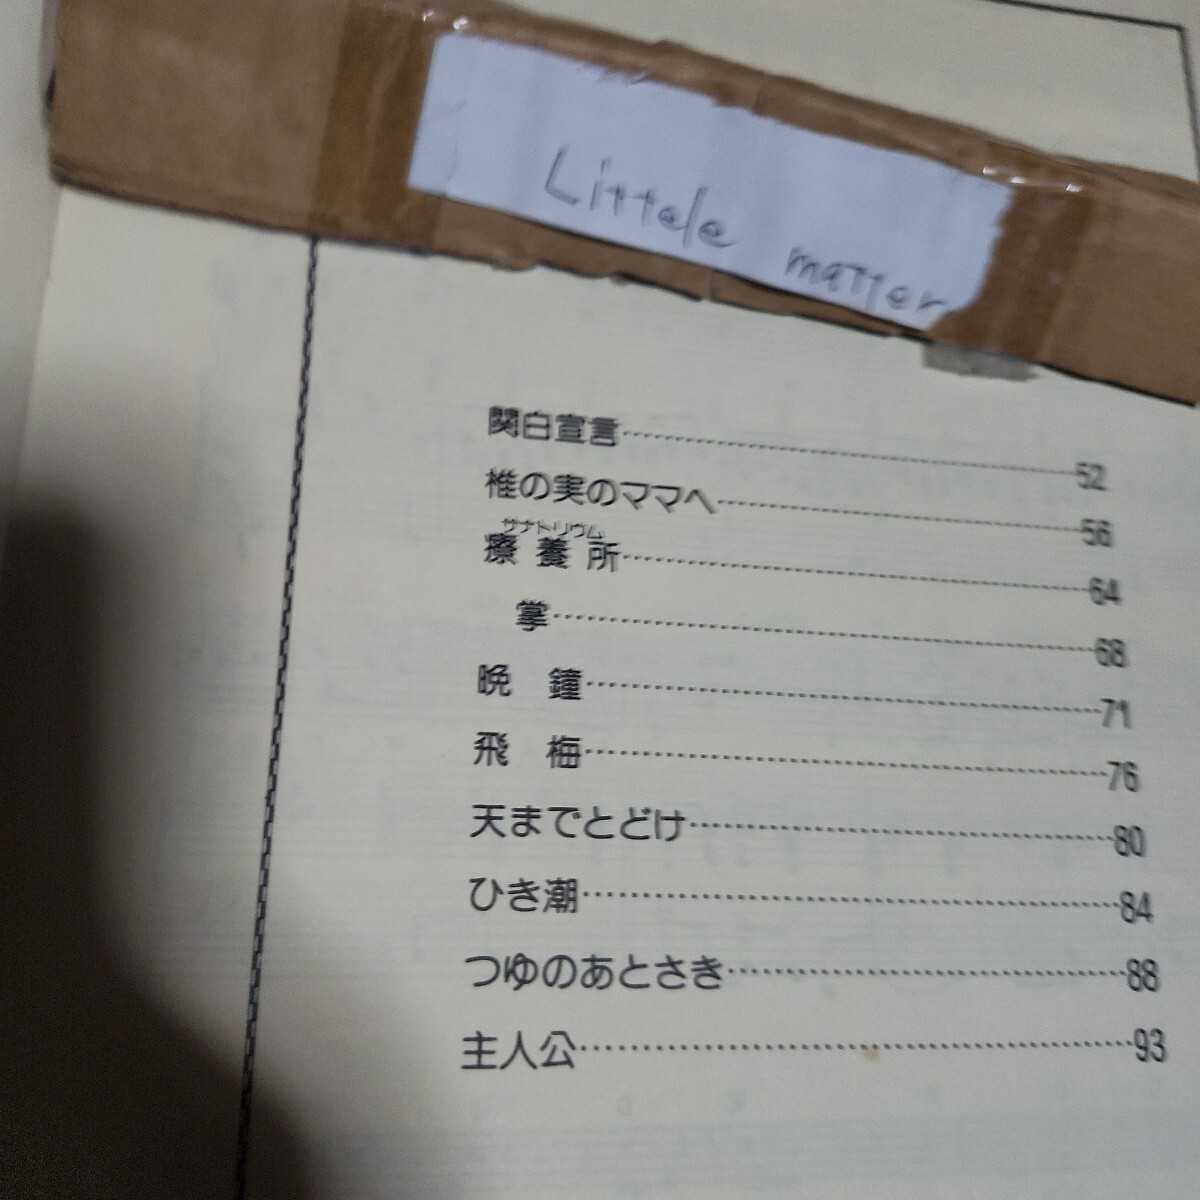 Littele matter
関白宣言 52
椎の実のママへ 56
サナトリウム
療養所 64
掌 68
晩鐘 71
飛梅 76
天までとどけ 80
ひき潮 84
つゆのあとさき 88
主人公 93